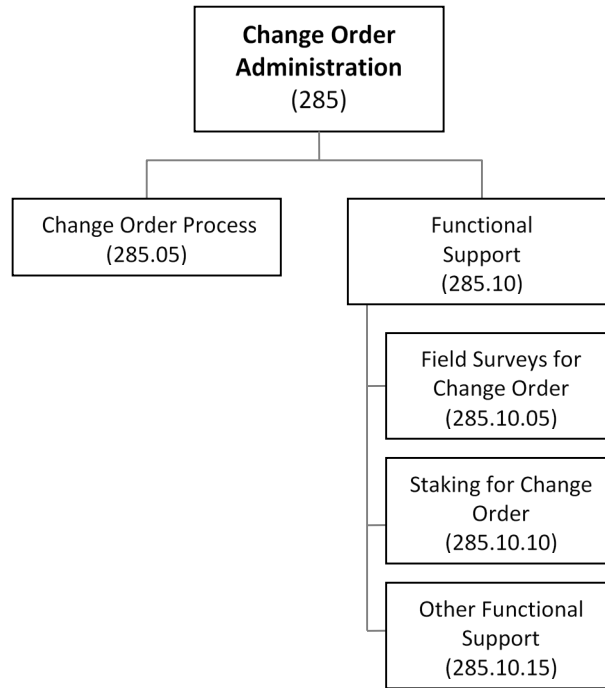 Change Order
Administration
(285)
Change Order Process
(285.05)
Functional
Support
(285.10)
Field Surveys for
Change Order
(285.10.05)
Staking for Change
Order
(285.10.10)
Other Functional
Support
(285.10.15)